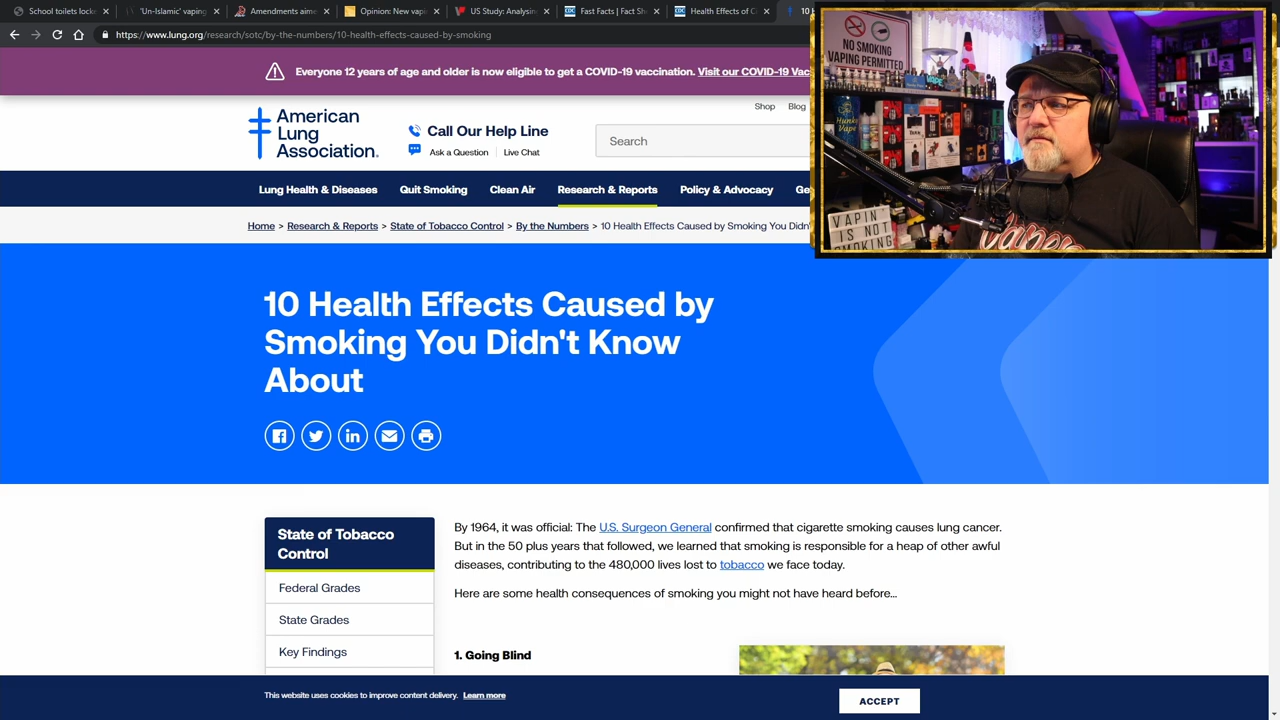 School toilets locke
'Un-Islamic' vaping
Amendments aime
Opinion: New vapi
US Study: Analysin
Fast Facts | Fact Sh
Health Effects of C
10
https://www.lung.org/research/sotc/by-the-numbers/10-health-effects-caused-by-smoking
Everyone 12 years of age and older is now eligible to get a COVID-19 vaccination. Visit our COVID-19 Vac
American
Lung
Association.
Call Our Help Line
Ask a Question
Live Chat
Search
Shop
Blog
Lung Health & Diseases
Quit Smoking
Clean Air
Research & Reports
Policy & Advocacy
Ge
Home > Research & Reports > State of Tobacco Control > By the Numbers > 10 Health Effects Caused by Smoking You Didn'
NO SMOKING
VAPING PERMITTED
VAPE
VAPIN
IS NOT
SMOKING
10 Health Effects Caused by
Smoking You Didn't Know
About
State of Tobacco
Control
Federal Grades
State Grades
Key Findings
By 1964, it was official: The U.S. Surgeon General confirmed that cigarette smoking causes lung cancer.
But in the 50 plus years that followed, we learned that smoking is responsible for a heap of other awful
diseases, contributing to the 480,000 lives lost to tobacco we face today.
Here are some health consequences of smoking you might not have heard before...
1. Going Blind
This website uses cookies to improve content delivery. Learn more
ACCEPT